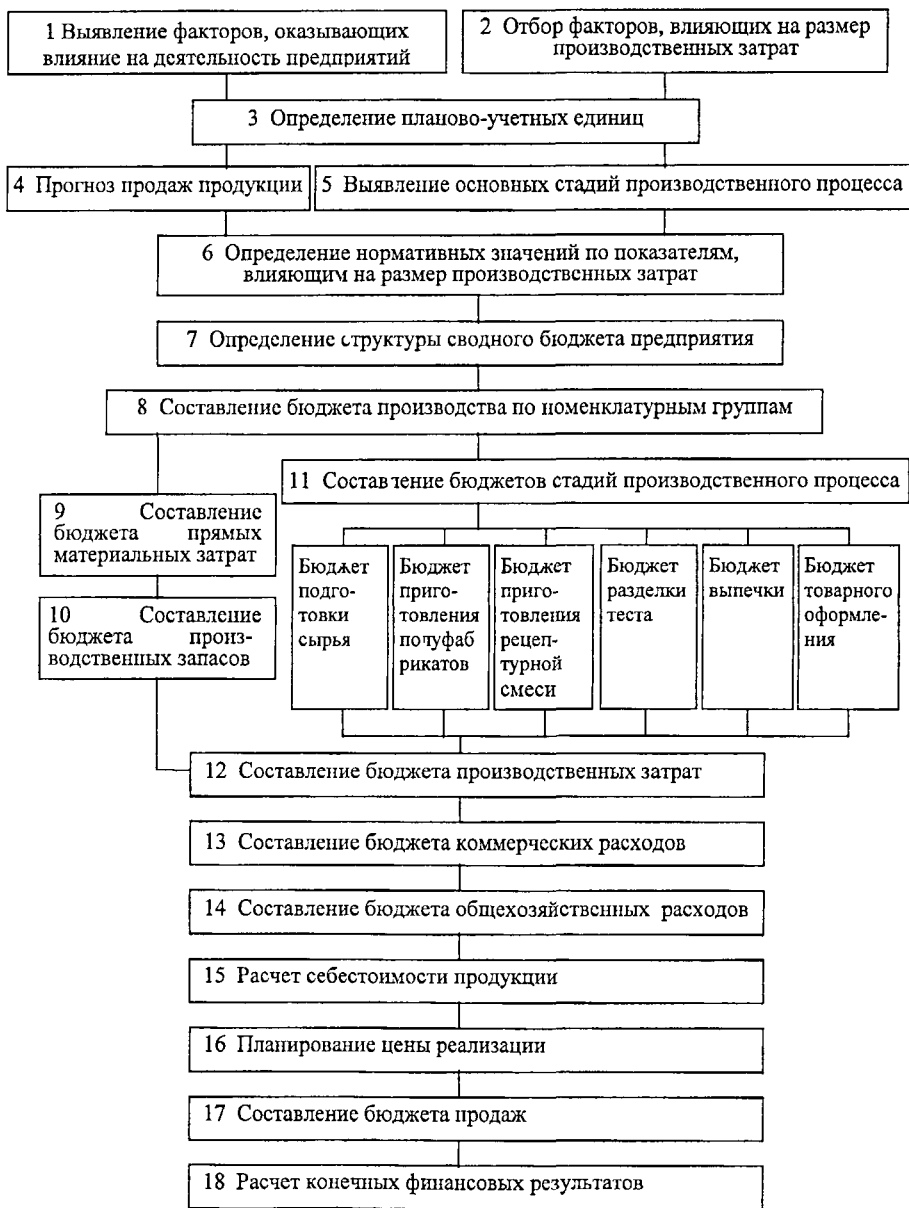 1 Выявление факторов, оказывающих
влияние на деятельность предприятий
2 Отбор факторов, влияющих на размер
производственных затрат
3 Определение планово-учетных единиц
4 Прогноз продаж продукции
5 Выявление основных стадий производственного процесса
6 Определение нормативных значений по показателям,
влияющим на размер производственных затрат
7 Определение структуры сводного бюджета предприятия
8 Составление бюджета производства по номенклатурным группам
9 Составление
бюджета прямых
материальных затрат
10 Составление
бюджета произ-
водственных запасов
11 Составление бюджетов стадий производственного процесса
Бюджет
подго-
товки
сырья
Бюджет
приго-
товления
полуфаб
рикатов
Бюджет
приго-
товления
рецеп-
турной
смеси
Бюджет
разделки
теста
Бюджет
выпечки
Бюджет
товарного
оформле-
ния
12 Составление бюджета производственных затрат
13 Составление бюджета коммерческих расходов
14 Составление бюджета общехозяйственных расходов
15 Расчет себестоимости продукции
16 Планирование цены реализации
17 Составление бюджета продаж
18 Расчет конечных финансовых результатов